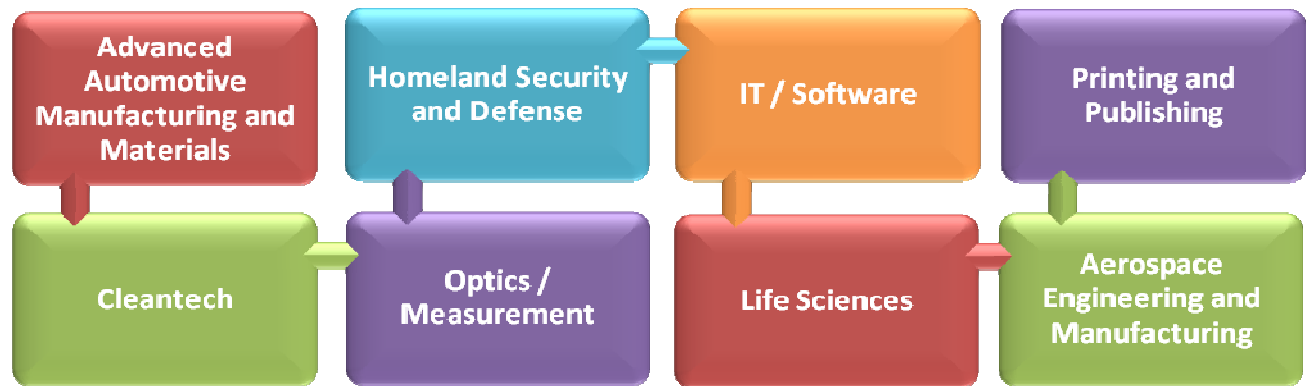 Advanced
Automotive
Manufacturing and
Materials
Cleantech
Optics /
Measurement
Homeland Security
and Defense
IT / Software
Life Sciences
Aerospace
Engineering and
Manufacturing
Printing and
Publishing